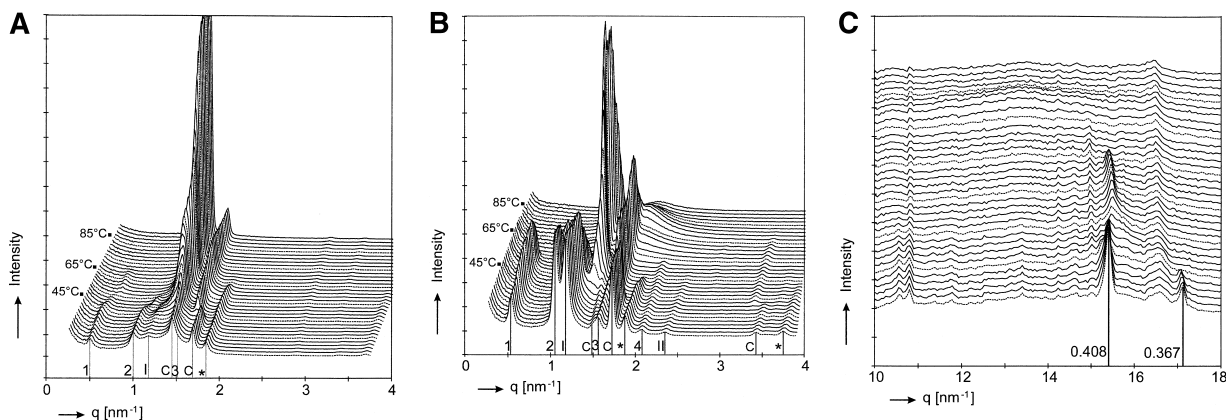 A
B
C
Intensity
85°C
65°C
45°C
1 2 I C 3 C *
0 1 2 3 4
q [nm-1]
Intensity
85°C
65°C
45°C
1 2 I C 3 C * 4 II C *
0 1 2 3 4
q [nm-1]
Intensity
0.408 0.367
10 12 14 16 18
q [nm-1]